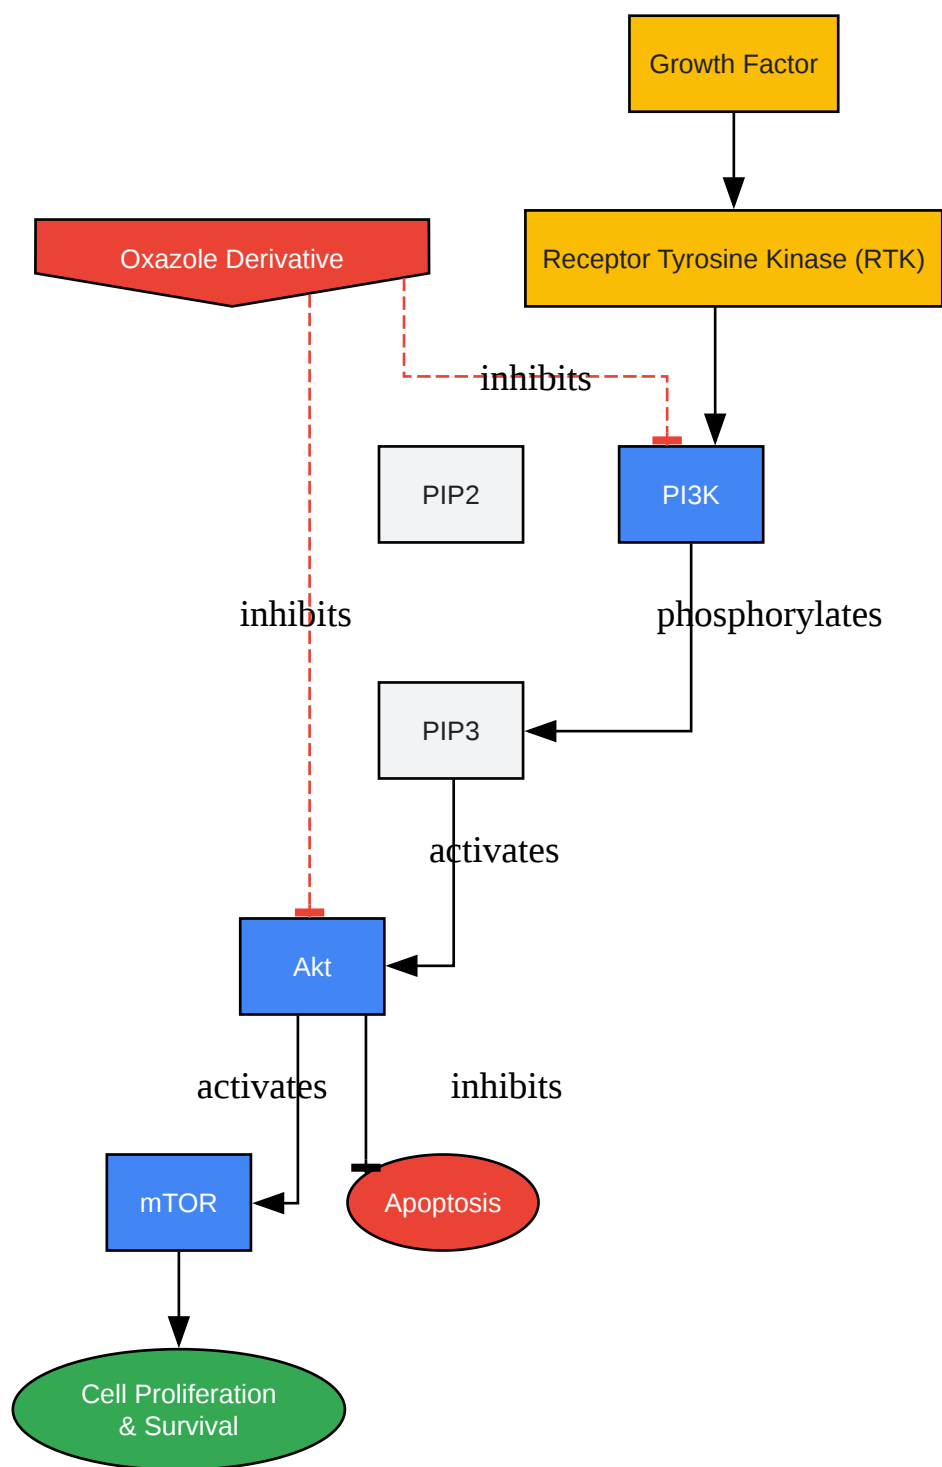 Growth Factor
Oxazole Derivative
Receptor Tyrosine Kinase (RTK)
inhibits
PIP2
PI3K
inhibits
phosphorylates
PIP3
activates
Akt
activates
inhibits
mTOR
Apoptosis
Cell Proliferation
& Survival